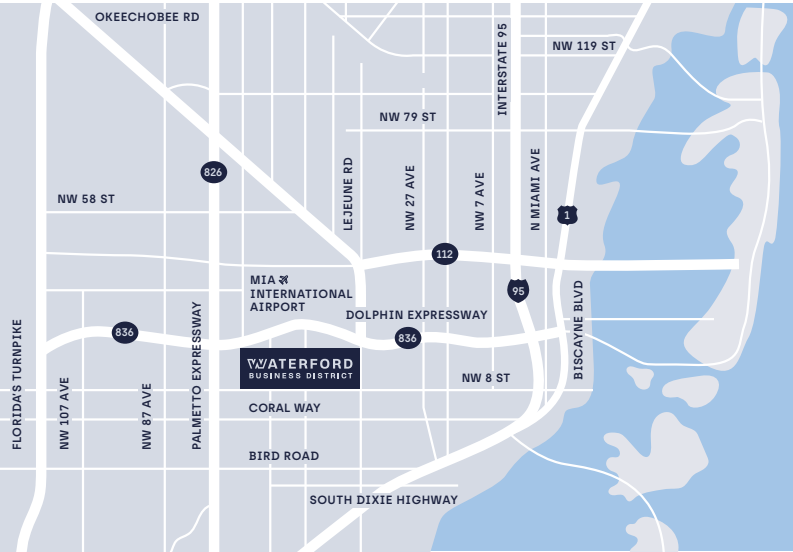 OKEECHOBEE RD
INTERSTATE 95
NW 119 ST
NW 79 ST
826
LEJEUNE RD
NW 27 AVE
NW 7 AVE
N MIAMI AVE
NW 58 ST
1
112
MIA
INTERNATIONAL
AIRPORT
95
BISCAYNE BLVD
DOLPHIN EXPRESSWAY
836
836
FLORIDA'S TURNPIKE
PALMETTO EXPRESSWAY
WATERFORD
BUSINESS DISTRICT
NW 8 ST
NW 107 AVE
NW 87 AVE
CORAL WAY
BIRD ROAD
SOUTH DIXIE HIGHWAY